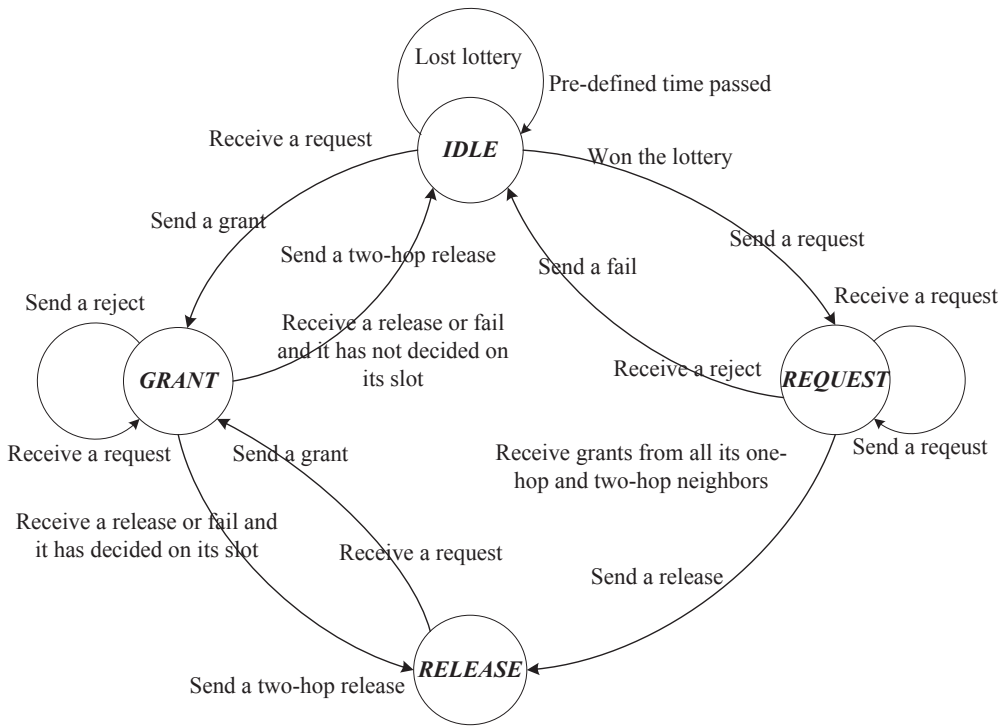 Lost lottery
Pre-defined time passed
Receive a request
IDLE
Won the lottery
Send a grant
Send a request
Send a two-hop release
Send a fail
Send a reject
Receive a request
Receive a release or fail
and it has not decided on
its slot
Receive a reject
GRANT
REQUEST
Receive a request
Send a grant
Receive grants from all its one-
hop and two-hop neighbors
Send a reqeust
Receive a release or fail and
it has decided on its slot
Receive a request
Send a release
RELEASE
Send a two-hop release